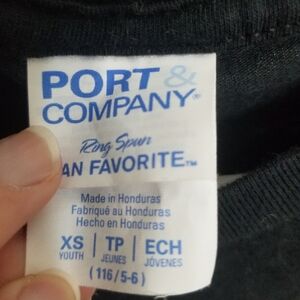 PORT &
COMPANY®
Ring Spun
AN FAVORITE™
Made in Honduras
Fabriqué au Honduras
Hecho en Honduras
XS | TP | ECH
YOUTH JEUNES JÓVENES
(116/5-6)